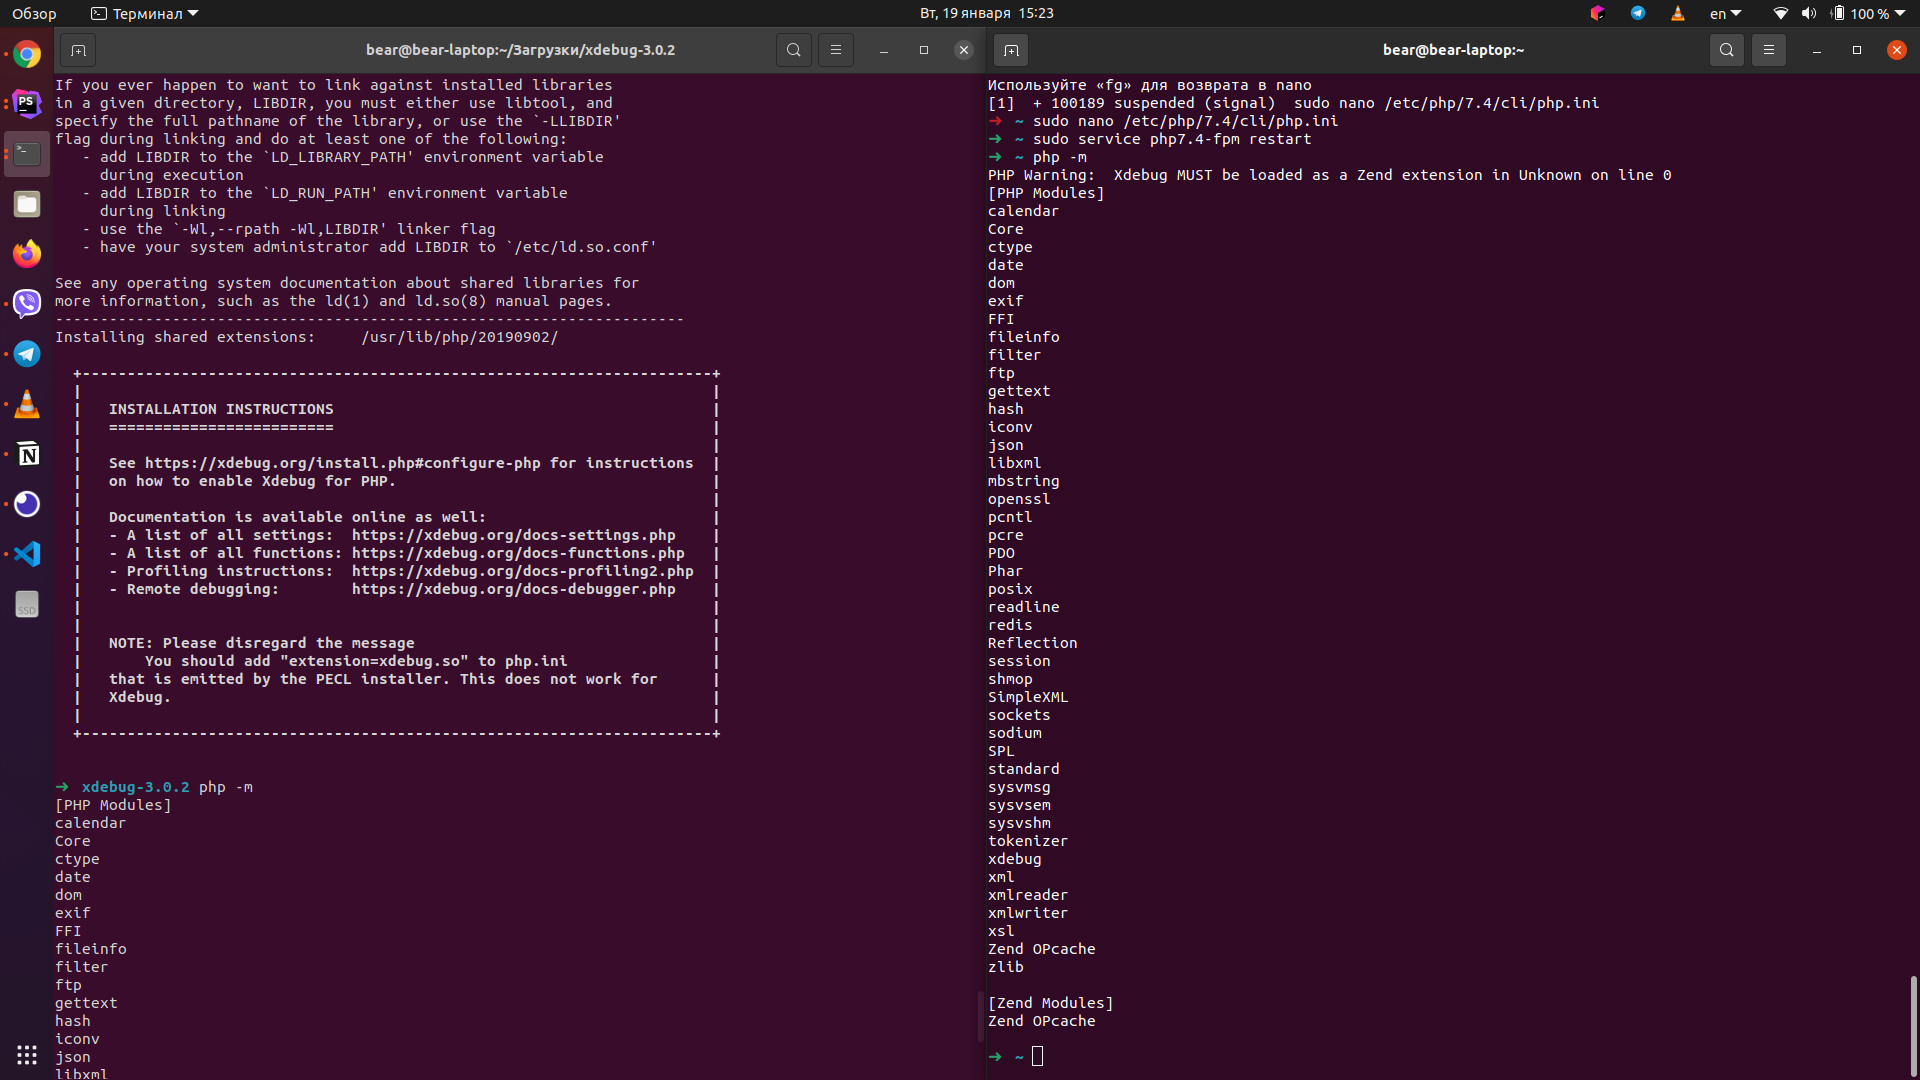 Обзор
Терминал
Вт, 19 января 15:23
en
100 %
bear@bear-laptop:~/Загрузки/xdebug-3.0.2
If you ever happen to want to link against installed libraries
in a given directory, LIBDIR, you must either use libtool, and
specify the full pathname of the library, or use the `-LLIBDIR'
flag during linking and do at least one of the following:
- add LIBDIR to the `LD_LIBRARY_PATH' environment variable
during execution
- add LIBDIR to the `LD_RUN_PATH' environment variable
during linking
- use the `-Wl,--rpath -Wl,LIBDIR' linker flag
- have your system administrator add LIBDIR to `/etc/ld.so.conf'
See any operating system documentation about shared libraries for
more information, such as the ld(1) and ld.so(8) manual pages.
----------------------------------------------------------------------
Installing shared extensions:     /usr/lib/php/20190902/
+----------------------------------------------------------------------+
|                                                                      |
|   INSTALLATION INSTRUCTIONS                                          |
|   =========================                                          |
|                                                                      |
|   See https://xdebug.org/install.php#configure-php for instructions  |
|   on how to enable Xdebug for PHP.                                   |
|                                                                      |
|   Documentation is available online as well:                         |
|   - A list of all settings:  https://xdebug.org/docs-settings.php    |
|   - A list of all functions: https://xdebug.org/docs-functions.php   |
|   - Profiling instructions:  https://xdebug.org/docs-profiling2.php  |
|   - Remote debugging:        https://xdebug.org/docs-debugger.php    |
|                                                                      |
|                                                                      |
|   NOTE: Please disregard the message                                 |
|       You should add "extension=xdebug.so" to php.ini                |
|   that is emitted by the PECL installer. This does not work for      |
|   Xdebug.                                                            |
|                                                                      |
+----------------------------------------------------------------------+
➜  xdebug-3.0.2 php -m
[PHP Modules]
calendar
Core
ctype
date
dom
exif
FFI
fileinfo
filter
ftp
gettext
hash
iconv
json
libxml
bear@bear-laptop:~
Используйте «fg» для возврата в nano
[1]  + 100189 suspended (signal)  sudo nano /etc/php/7.4/cli/php.ini
➜  ~ sudo nano /etc/php/7.4/cli/php.ini
➜  ~ sudo service php7.4-fpm restart
➜  ~ php -m
PHP Warning:  Xdebug MUST be loaded as a Zend extension in Unknown on line 0
[PHP Modules]
calendar
Core
ctype
date
dom
exif
FFI
fileinfo
filter
ftp
gettext
hash
iconv
json
libxml
mbstring
openssl
pcntl
pcre
PDO
Phar
posix
readline
redis
Reflection
session
shmop
SimpleXML
sockets
sodium
SPL
standard
sysvmsg
sysvsem
sysvshm
tokenizer
xdebug
xml
xmlreader
xmlwriter
xsl
Zend OPcache
zlib
[Zend Modules]
Zend OPcache
➜  ~
PS
N
SSD